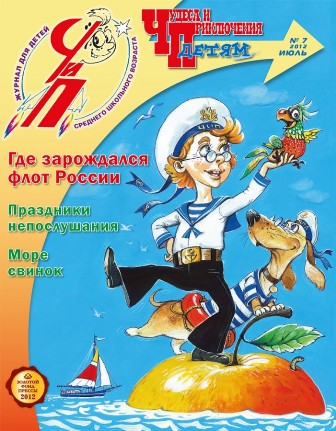 ЖУРНАЛ ДЛЯ ДЕТЕЙ
СРЕДНЕГО ШКОЛЬНОГО ВОЗРАСТА
ЧиП
ЧУДЕСА И
ПРИКЛЮЧЕНИЯ
ДЕТЯМ
№ 7
2012
ИЮЛЬ
Где зарождался
флот России
Праздники
непослушания
Море
свинок
ЗОЛОТОЙ
ФОНД
ПРЕССЫ
2012